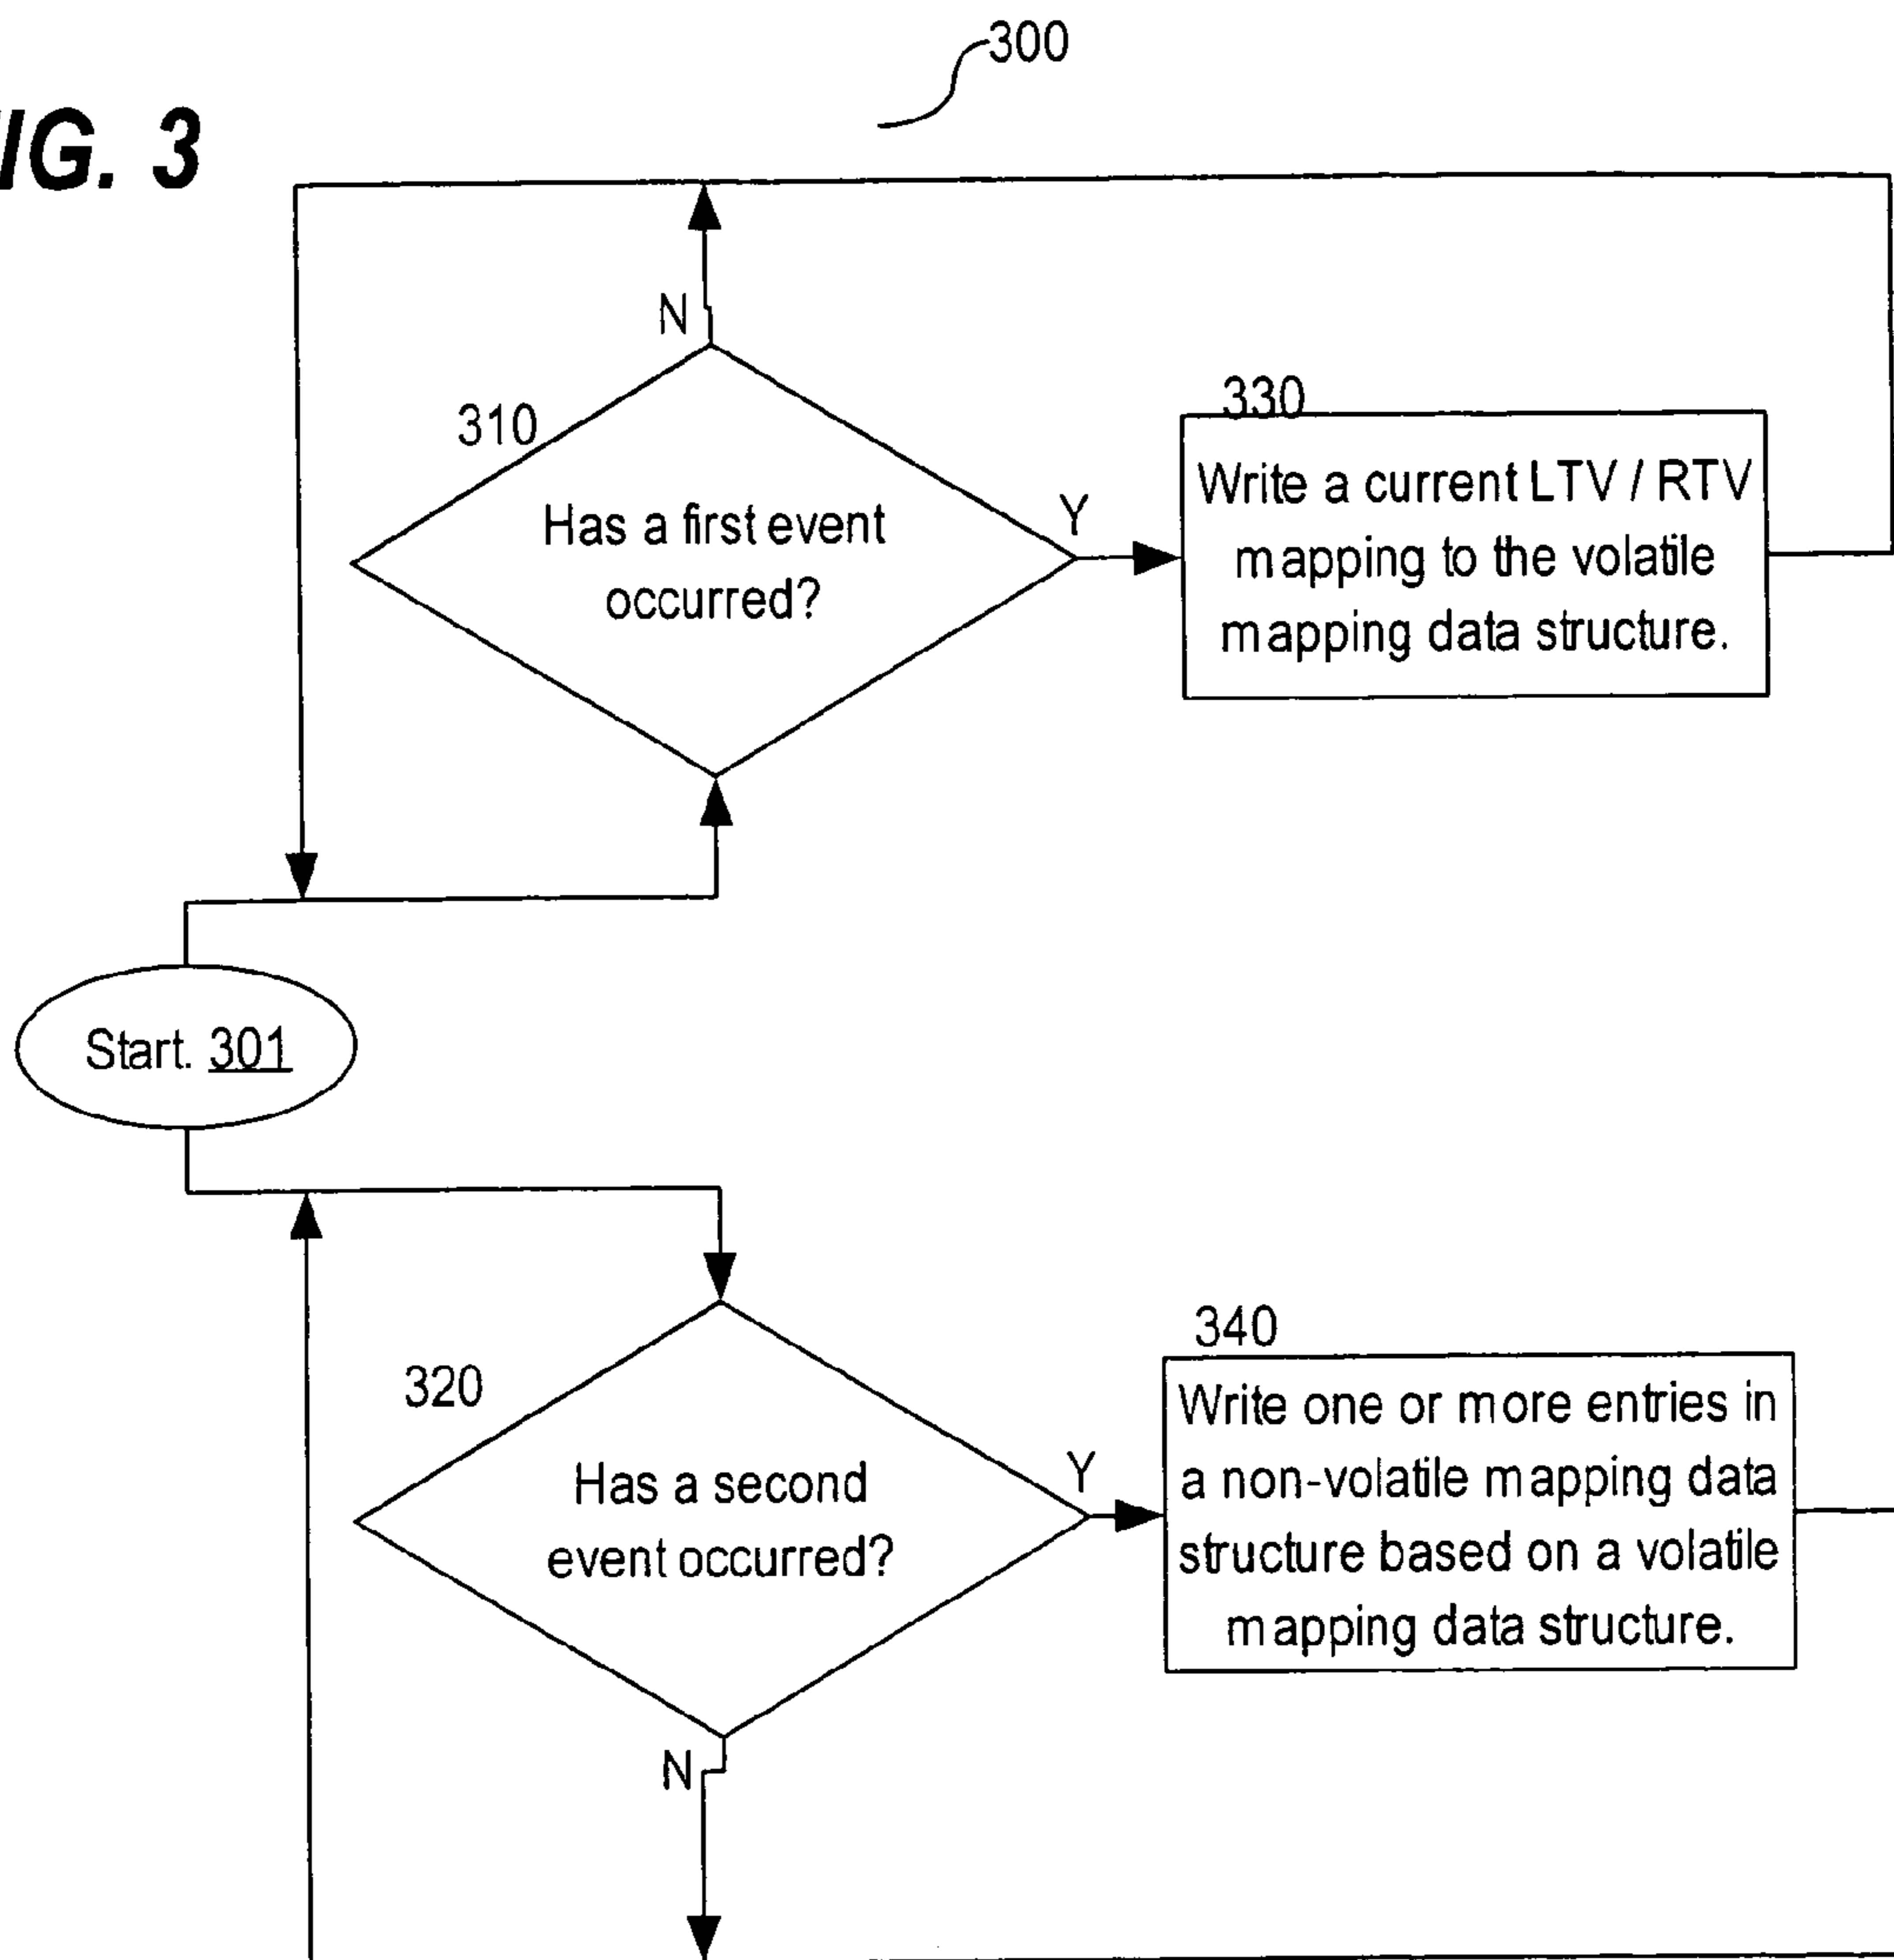 300
IG. 3
N
310
330
Has a first event
occurred?
Y
Write a current LTV / RTV
mapping to the volatile
mapping data structure.
Start. 301
320
340
Has a second
event occurred?
Y
Write one or more entries in
a non-volatile mapping data
structure based on a volatile
mapping data structure.
N